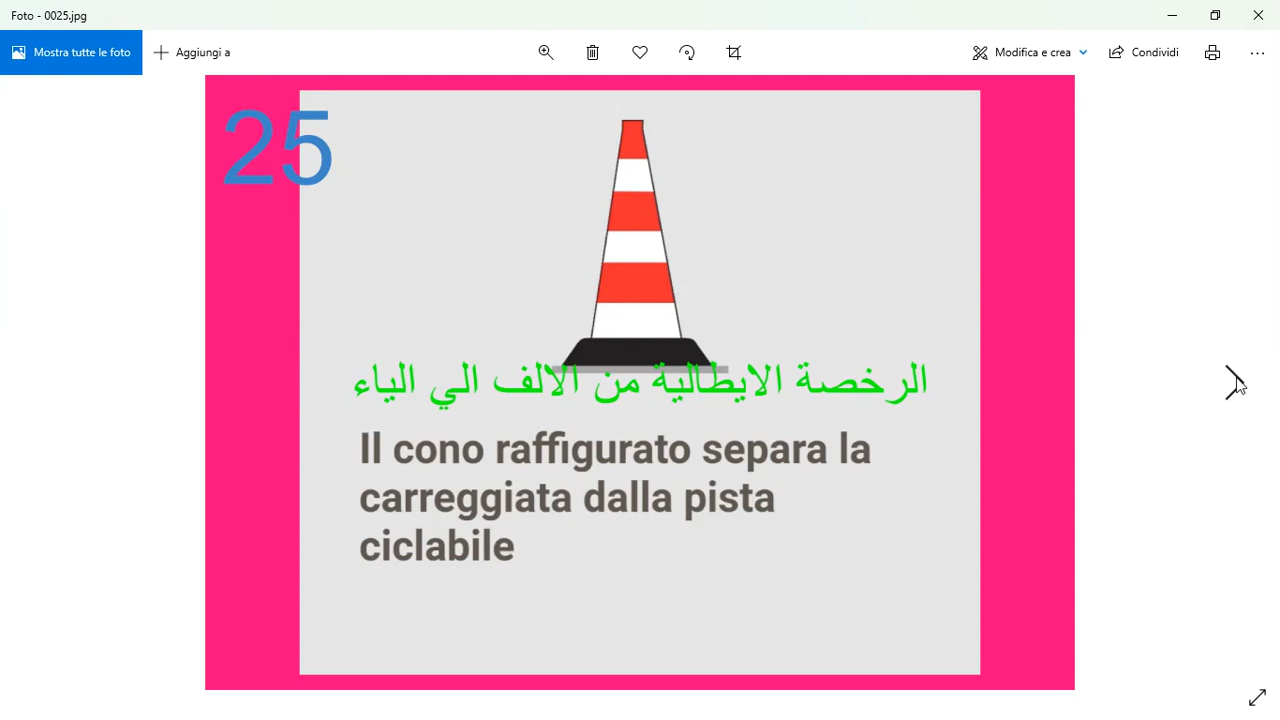 Foto - 0025.jpg
Mostra tutte le foto
Aggiungi a
Modifica e crea
Condividi
25
الرخصة الايطالية من الالف الي الياء
Il cono raffigurato separa la
carreggiata dalla pista
ciclabile